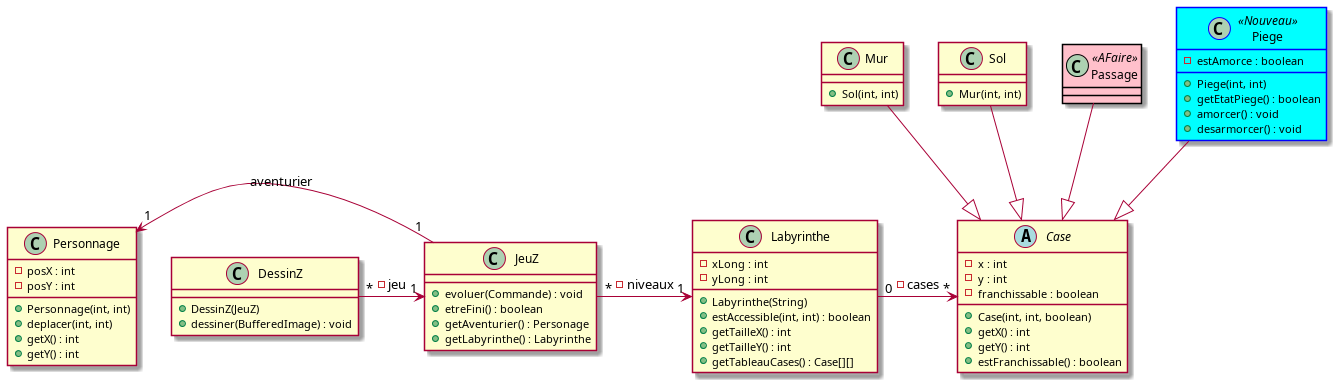 «Nouveau»
Piege
estAmorce : boolean
Piege(int, int)
getEtatPiege() : boolean
amorcer() : void
desarmorcer() : void
Mur
Sol(int, int)
Sol
Mur(int, int)
«AFaire»
Passage
aventurier
1
1
Personnage
posX : int
posY : int
Personnage(int, int)
deplacer(int, int)
getX() : int
getY() : int
DessinZ
DessinZ(JeuZ)
dessiner(BufferedImage) : void
* jeu 1
JeuZ
evoluer(Commande) : void
etreFini() : boolean
getAventurier() : Personage
getLabyrinthe() : Labyrinthe
* niveaux 1
Labyrinthe
xLong : int
yLong : int
Labyrinthe(String)
estAccessible(int, int) : boolean
getTailleX() : int
getTailleY() : int
getTableauCases() : Case[][]
0 cases *
Case
x : int
y : int
franchissable : boolean
Case(int, int, boolean)
getX() : int
getY() : int
estFranchissable() : boolean
C
C
C
C
C
C
C
C
A